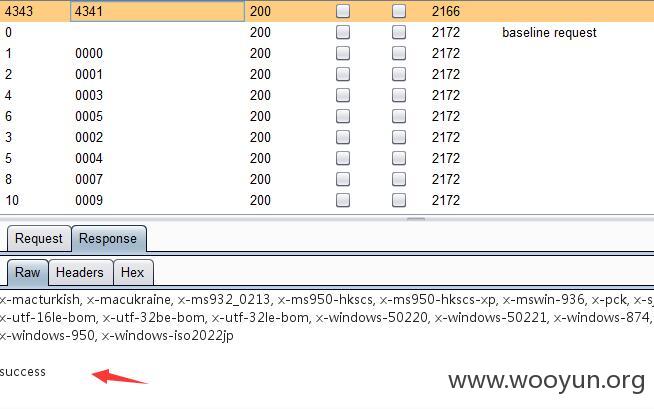 4343 4341 200 2166
0 200 2172 baseline request
1 0000 200 2172
2 0001 200 2172
4 0003 200 2172
6 0005 200 2172
3 0002 200 2172
5 0004 200 2172
8 0007 200 2172
10 0009 200 2172
Request Response
Raw Headers Hex
x-macturkish, x-macukraine, x-ms932_0213, x-ms950-hkscs, x-ms950-hkscs-xp, x-mswin-936, x-pck, x-sj
x-utf-16le-bom, x-utf-32be-bom, x-utf-32le-bom, x-windows-50220, x-windows-50221, x-windows-874,
x-windows-950, x-windows-iso2022jp
success
www.wooyun.org